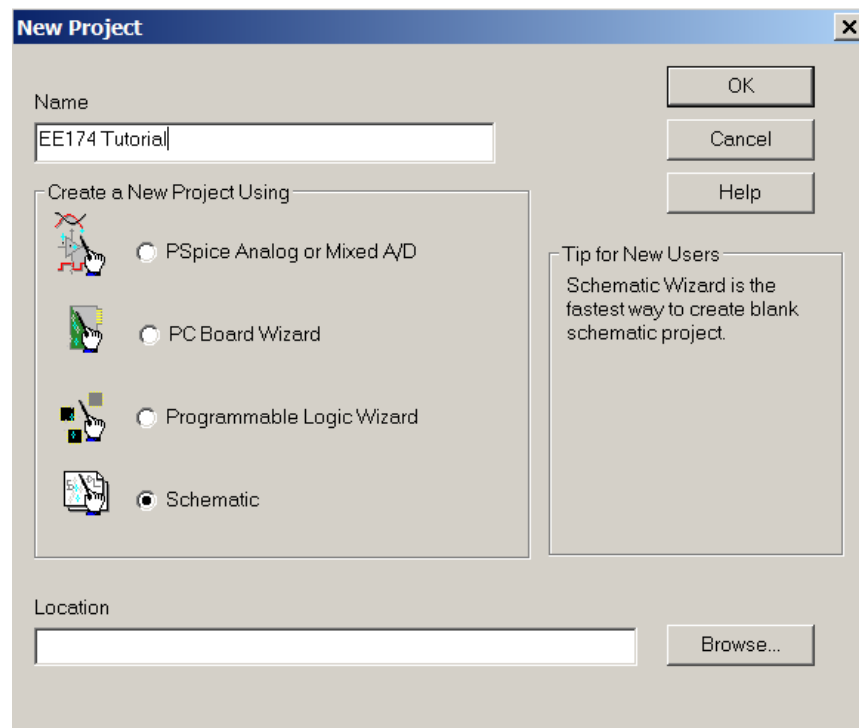 New Project
Name
OK
EE174 Tutorial
Cancel
Help
Create a New Project Using
PSpice Analog or Mixed A/D
PC Board Wizard
Programmable Logic Wizard
Schematic
Tip for New Users
Schematic Wizard is the
fastest way to create blank
schematic project.
Location
Browse...